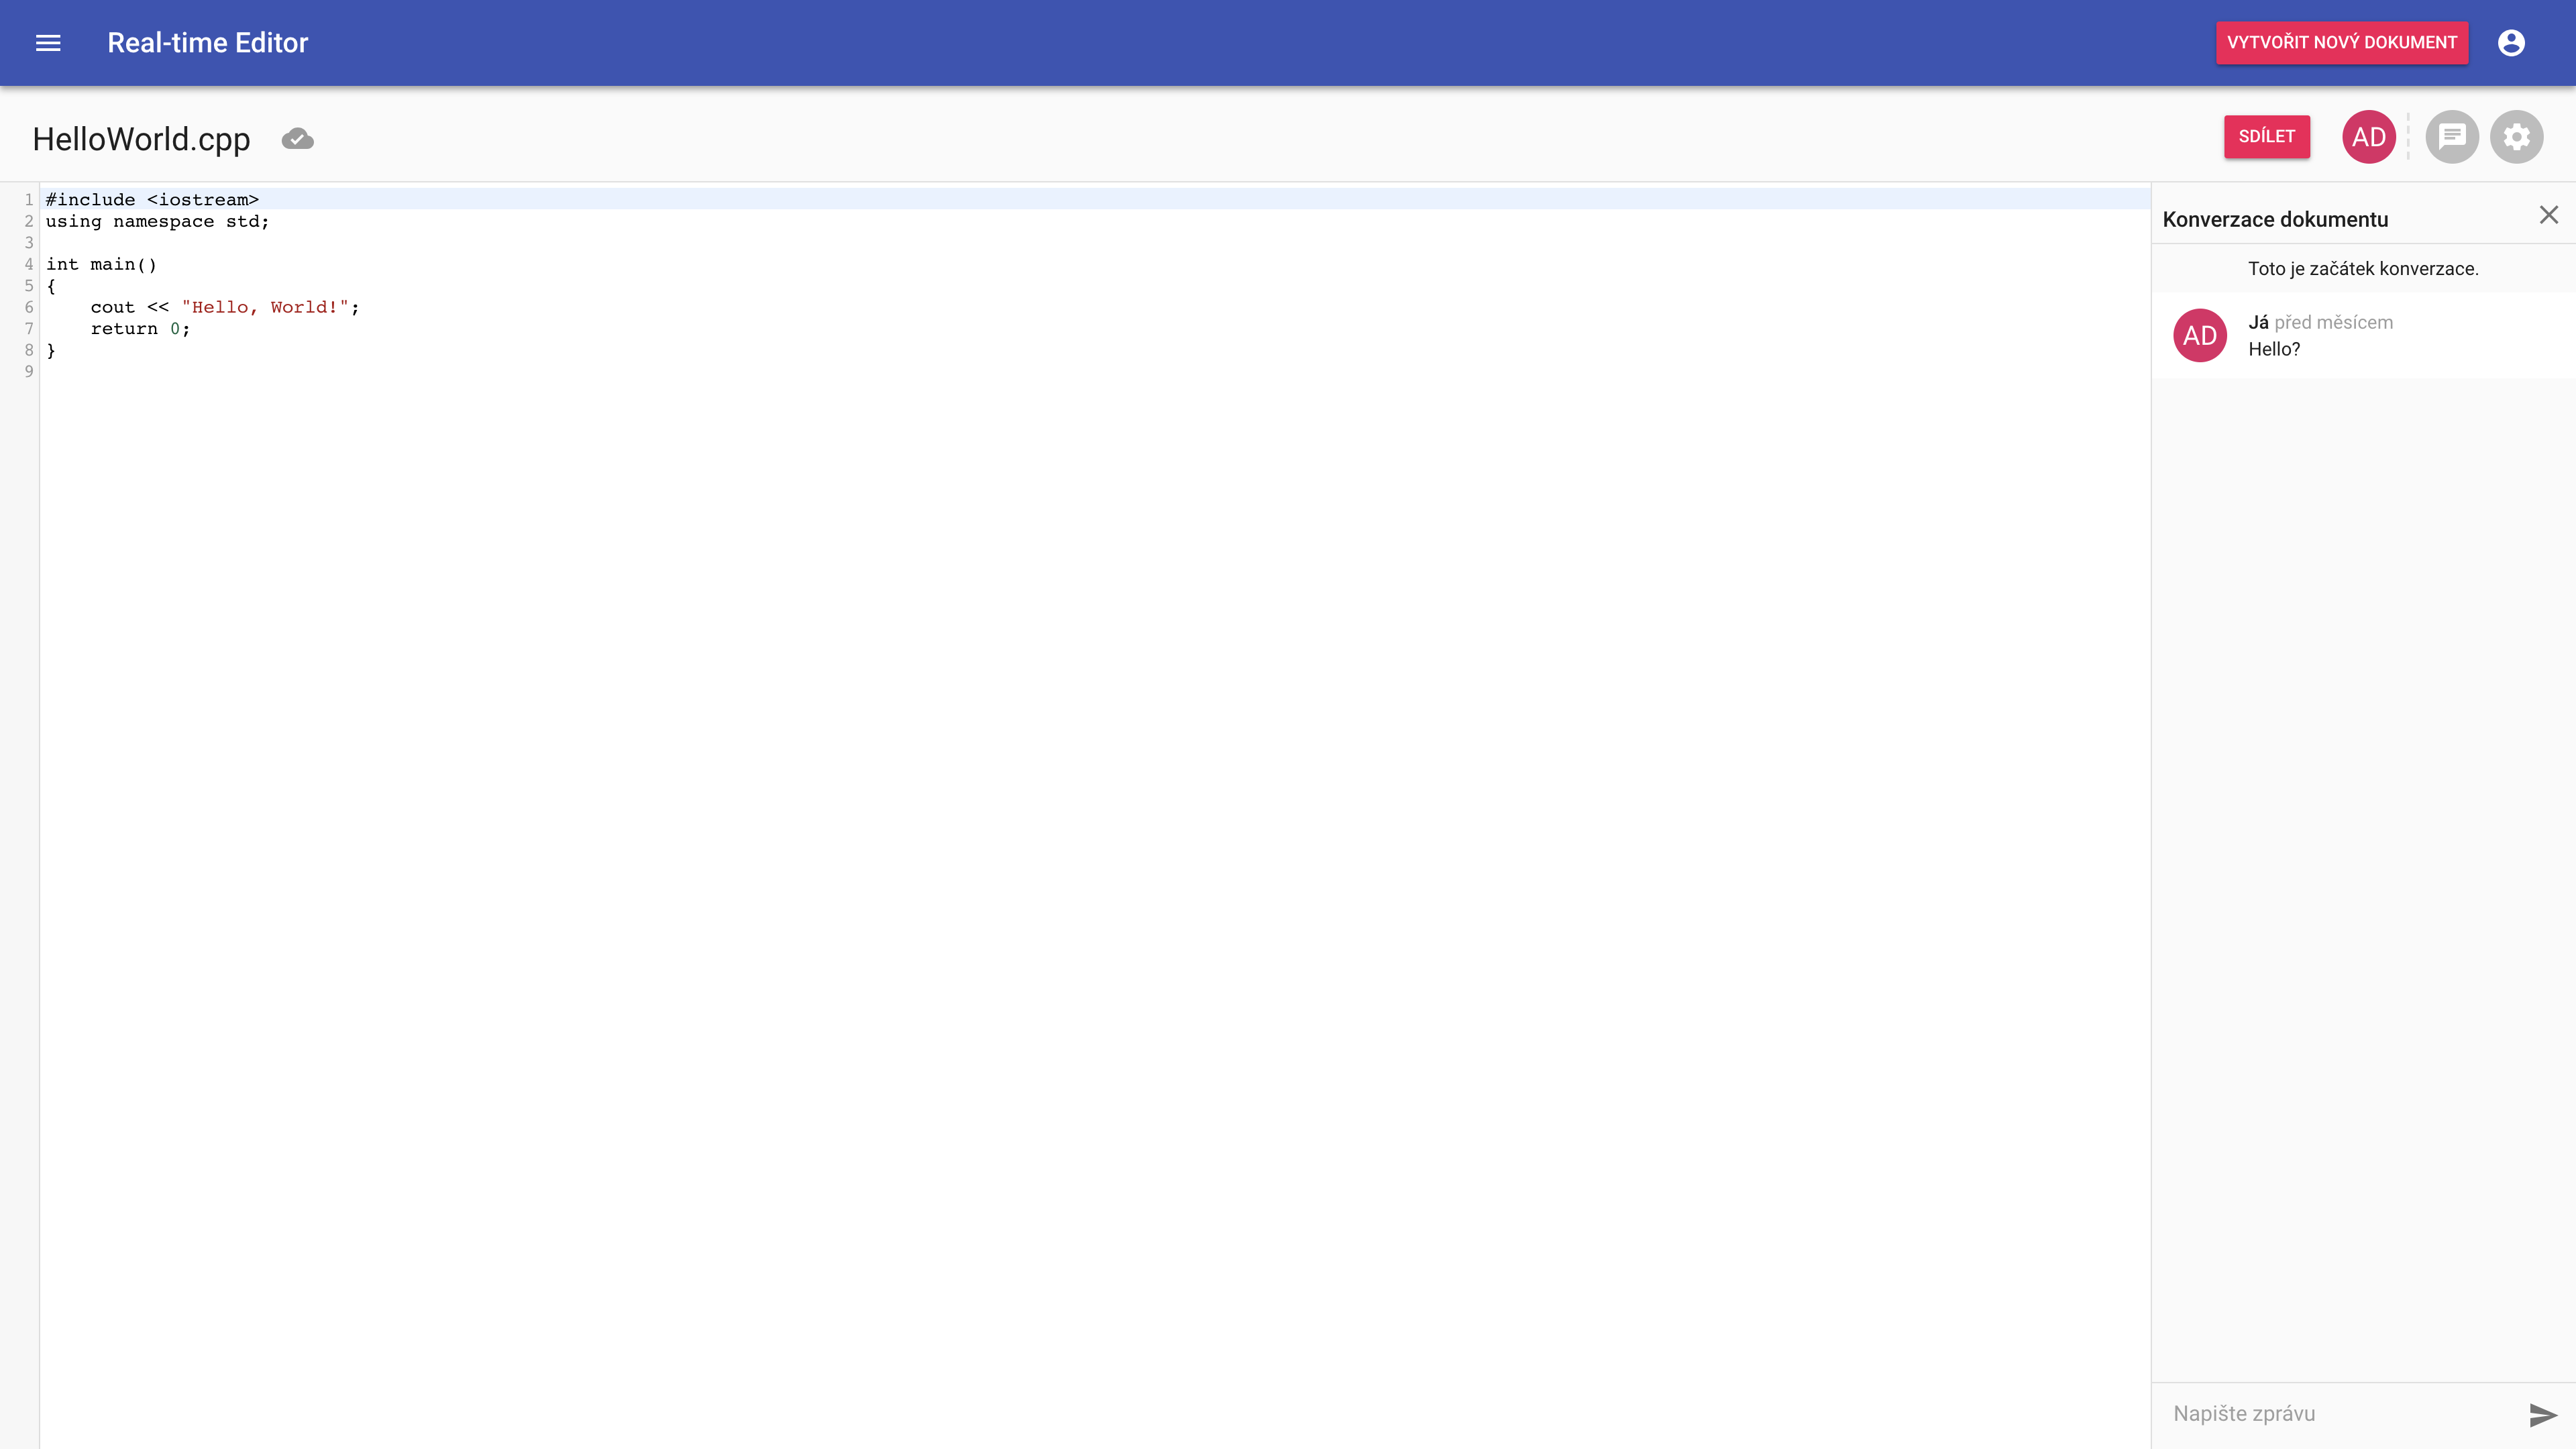 Real-time Editor
VYTVOŘIT NOVÝ DOKUMENT
HelloWorld.cpp
SDÍLET
AD
1 #include <iostream>
2 using namespace std;
3
4 int main()
5 {
6     cout << "Hello, World!";
7     return 0;
8 }
9
Konverzace dokumentu
Toto je začátek konverzace.
AD
Já před měsícem
Hello?
Napište zprávu